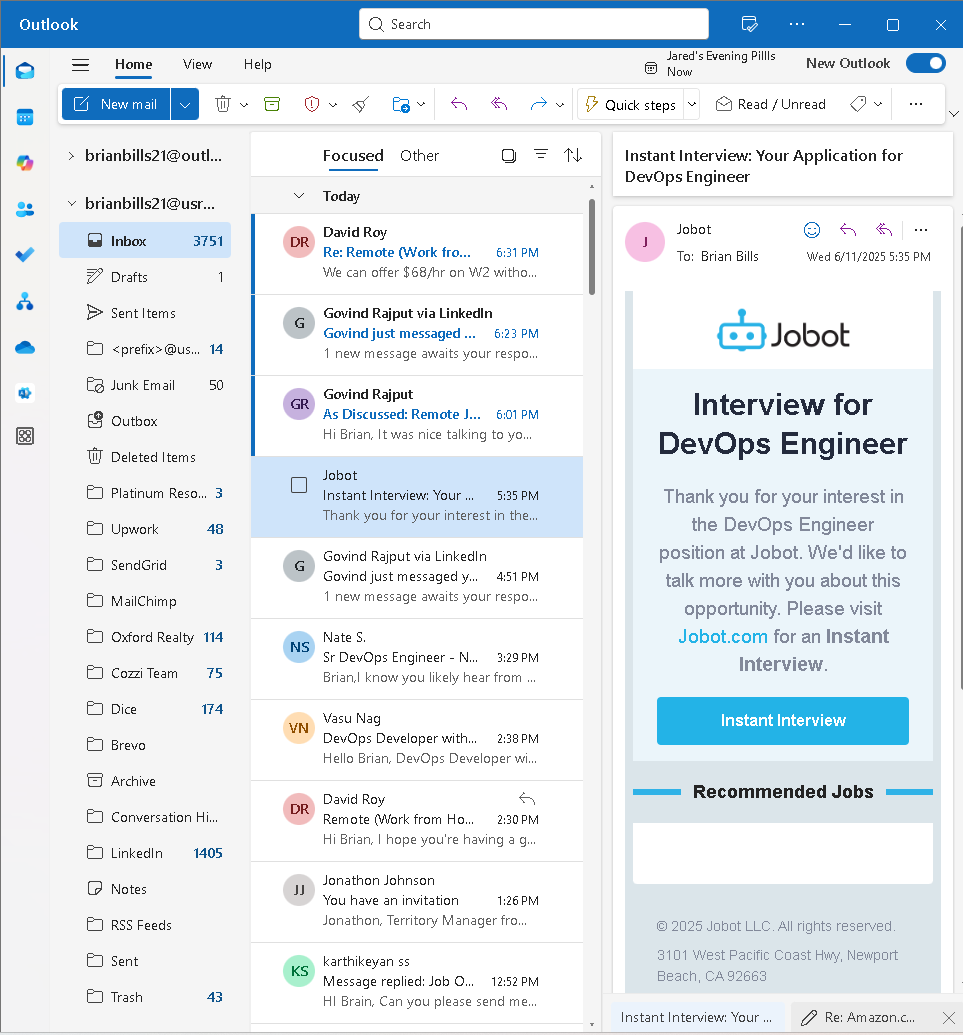 Outlook
Search
Home
View
Help
Jared's Evening Pillls
Now
New Outlook
New mail
Quick steps
Read / Unread
brianbills21@outl...
brianbills21@usr...
Inbox 3751
Drafts 1
Sent Items
<prefix>@us... 14
Junk Email 50
Outbox
Deleted Items
Platinum Reso... 3
Upwork 48
SendGrid 3
MailChimp
Oxford Realty 114
Cozzi Team 75
Dice 174
Brevo
Archive
Conversation Hi...
LinkedIn 1405
Notes
RSS Feeds
Sent
Trash 43
Focused Other
Today
DR
David Roy
Re: Remote (Work fro... 6:31 PM
We can offer $68/hr on W2 witho...
G
Govind Rajput via LinkedIn
Govind just messaged ... 6:23 PM
1 new message awaits your respo...
GR
Govind Rajput
As Discussed: Remote J... 6:01 PM
Hi Brian, It was nice talking to yo...
Jobot
Instant Interview: Your ... 5:35 PM
Thank you for your interest in the...
G
Govind Rajput via LinkedIn
Govind just messaged y... 4:51 PM
1 new message awaits your respo...
NS
Nate S.
Sr DevOps Engineer - N... 3:29 PM
Brian,I know you likely hear from ...
VN
Vasu Nag
DevOps Developer with... 2:38 PM
Hello Brian, DevOps Developer wi...
DR
David Roy
Remote (Work from Ho... 2:30 PM
Hi Brian, I hope you're having a g...
JJ
Jonathon Johnson
You have an invitation 1:26 PM
Jonathon, Territory Manager fro...
KS
karthikeyan ss
Message replied: Job O... 12:52 PM
HI Brain, Can you please send me...
Instant Interview: Your Application for
DevOps Engineer
J
Jobot
To: Brian Bills
Wed 6/11/2025 5:35 PM
Jobot
Interview for
DevOps Engineer
Thank you for your interest in
the DevOps Engineer
position at Jobot. We'd like to
talk more with you about this
opportunity. Please visit
Jobot.com for an Instant
Interview.
Instant Interview
Recommended Jobs
© 2025 Jobot LLC. All rights reserved.
3101 West Pacific Coast Hwy, Newport
Beach, CA 92663
Instant Interview: Your ...
Re: Amazon.c...